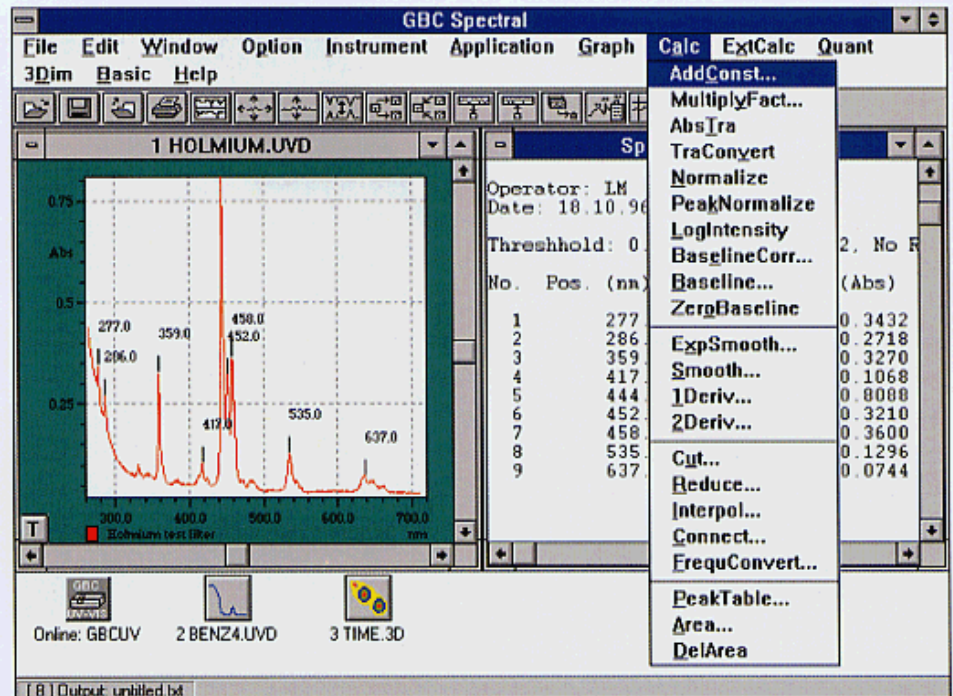 GBC Spectral
File Edit Window Option Instrument Application Graph Calc ExtCalc Quant
3Dim Basic Help
AddConst...
MultiplyFact...
AbsTra
TraConvert
Normalize
PeakNormalize
LogIntensity
BaselineCorr...
Baseline...
ZeroBaseline
ExpSmooth...
Smooth...
1Deriv...
2Deriv...
Cut...
Reduce...
Interpol...
Connect...
FrequConvert...
PeakTable...
Area...
DelArea
1 HOLMIUM.UVD
0.75
Abs
0.5
0.25
277.0
286.0
359.0
417.0
458.0
452.0
535.0
637.0
300.0 400.0 500.0 600.0 700.0
Holmium test filter nm
T
Sp
Operator: LM
Date: 18.10.96
Threshhold: 0. 2, No R
No. Pos. (nm) (Abs)
1 277. 0.3432
2 286. 0.2718
3 359. 0.3270
4 417. 0.1068
5 444. 0.8088
6 452. 0.3210
7 458. 0.3600
8 535. 0.1296
9 637. 0.0744
GBC
UV-VIS
Online: GBCUV 2 BENZ4.UVD 3 TIME.3D
[ 8 ] Output: untitled.txt